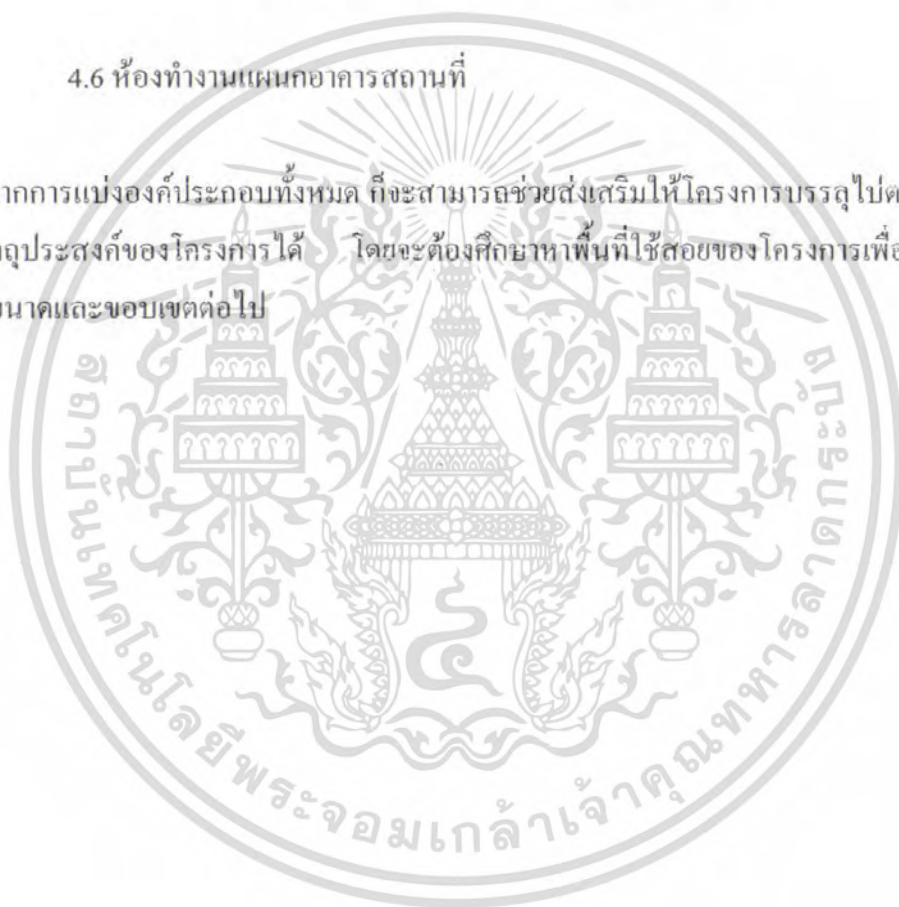 4.6 ห้องทำงานแผนกอาคารสถานที่
ากการแบ่งองค์ประกอบทั้งหมด ก็จะสามารถช่วยส่งเสริมให้โครงการบรรลุไปต
ถุประสงค์ของโครงการได้ โดยจะต้องศึกษาหาพื้นที่ใช้สอยของโครงการเพื่อ
นาดและขอบเขตต่อไป
สถาบันเทคโนโลยีพระจอมเกล้าเจ้าคุณทหารลาดกระบัง